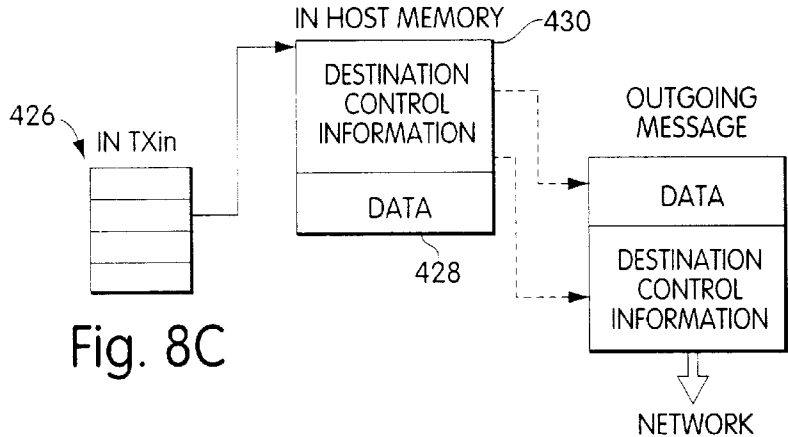 IN HOST MEMORY
430
DESTINATION
CONTROL
INFORMATION
DATA
428
426
IN TXin
OUTGOING
MESSAGE
DATA
DESTINATION
CONTROL
INFORMATION
NETWORK
Fig. 8C